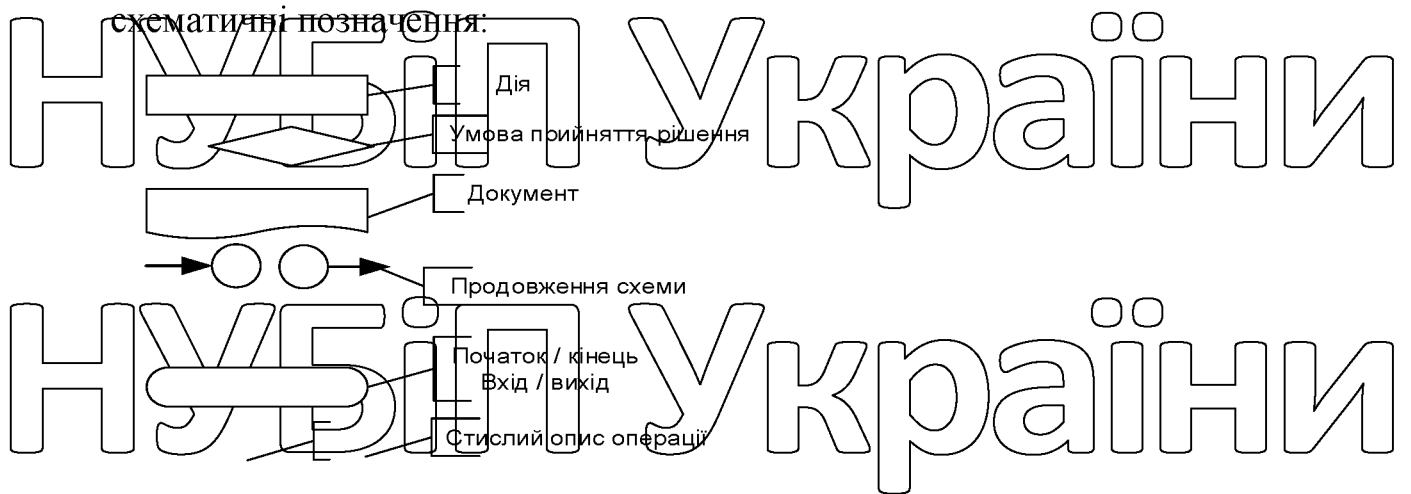 схематичні позначення:
НУБіП України
Дія
Умова прийняття рішення
Документ
Продовження схеми
НУБіП України
Початок / кінець
Вхід / вихід
Стислий опис операції